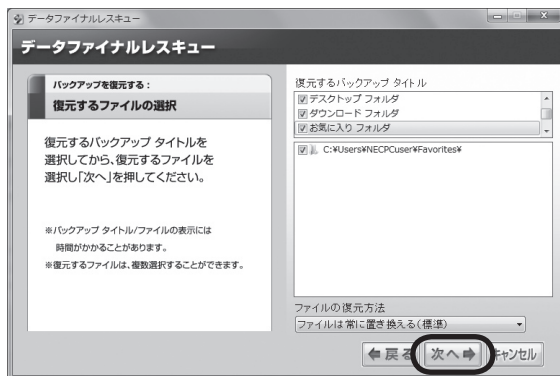 データファイナルレスキュー
データファイナルレスキュー
バックアップを復元する：
復元するファイルの選択
復元するバックアップ タイトルを
選択してから、復元するファイルを
選択し「次へ」を押してください。
※バックアップ タイトル/ファイルの表示には
時間がかかることがあります。
※復元するファイルは、複数選択することができます。
復元するバックアップ タイトル
デスクトップ フォルダ
ダウンロード フォルダ
お気に入り フォルダ
C:¥Users¥NECPCuser¥Favorites¥
ファイルの復元方法
ファイルは常に置き換える(標準)
戻る
次へ
キャンセル